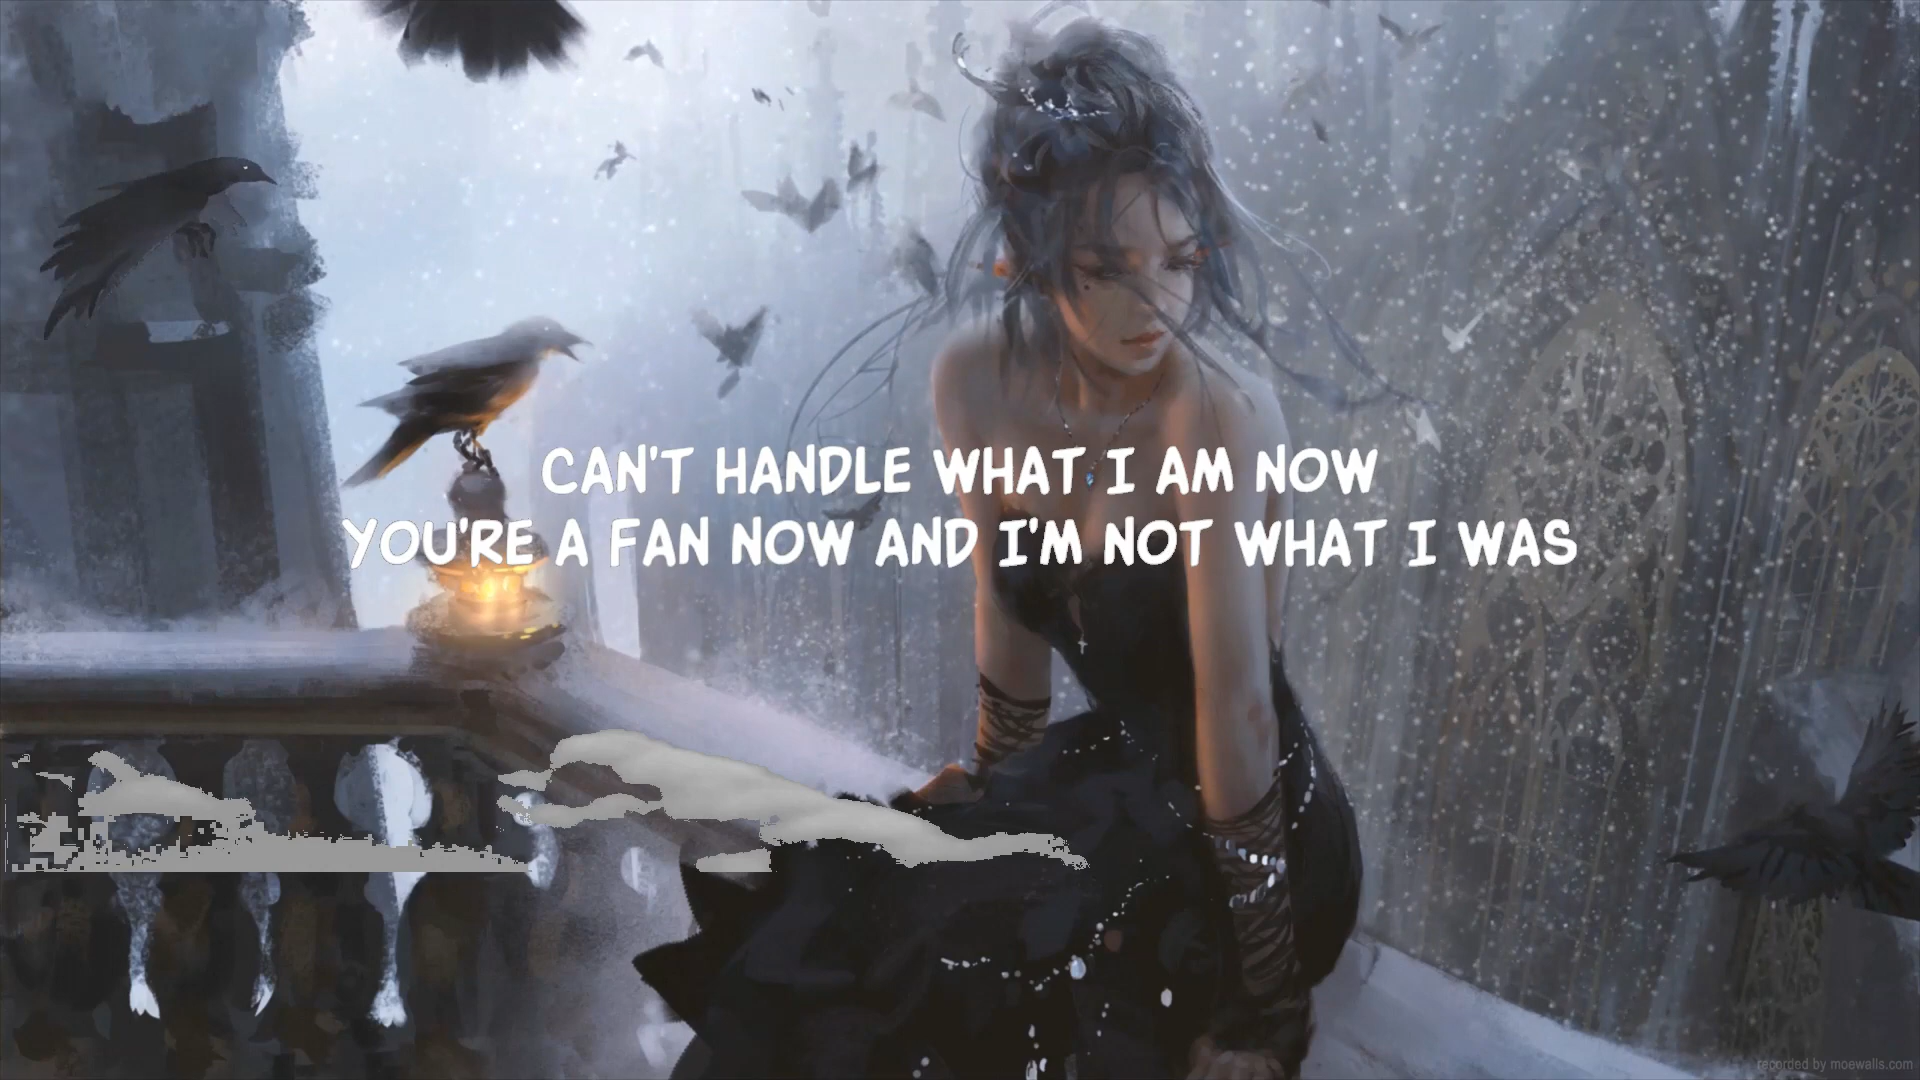 CAN'T HANDLE WHAT I AM NOW
YOU'RE A FAN NOW AND I'M NOT WHAT I WAS
recorded by moewalls.com